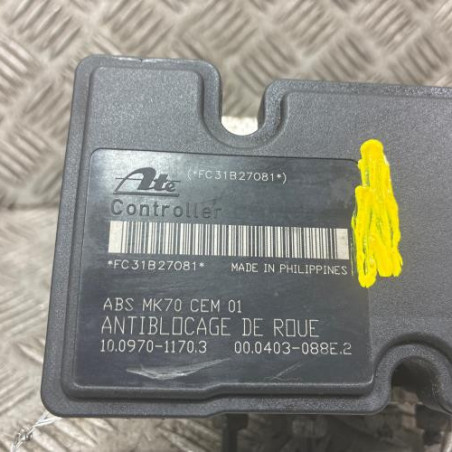 Ate (*FC31B27081*)
Controller
*FC31B27081* MADE IN PHILIPPINES
ABS MK70 CEM 01
ANTIBLOCAGE DE ROUE
10.0970-1170.3 00.0403-088E.2